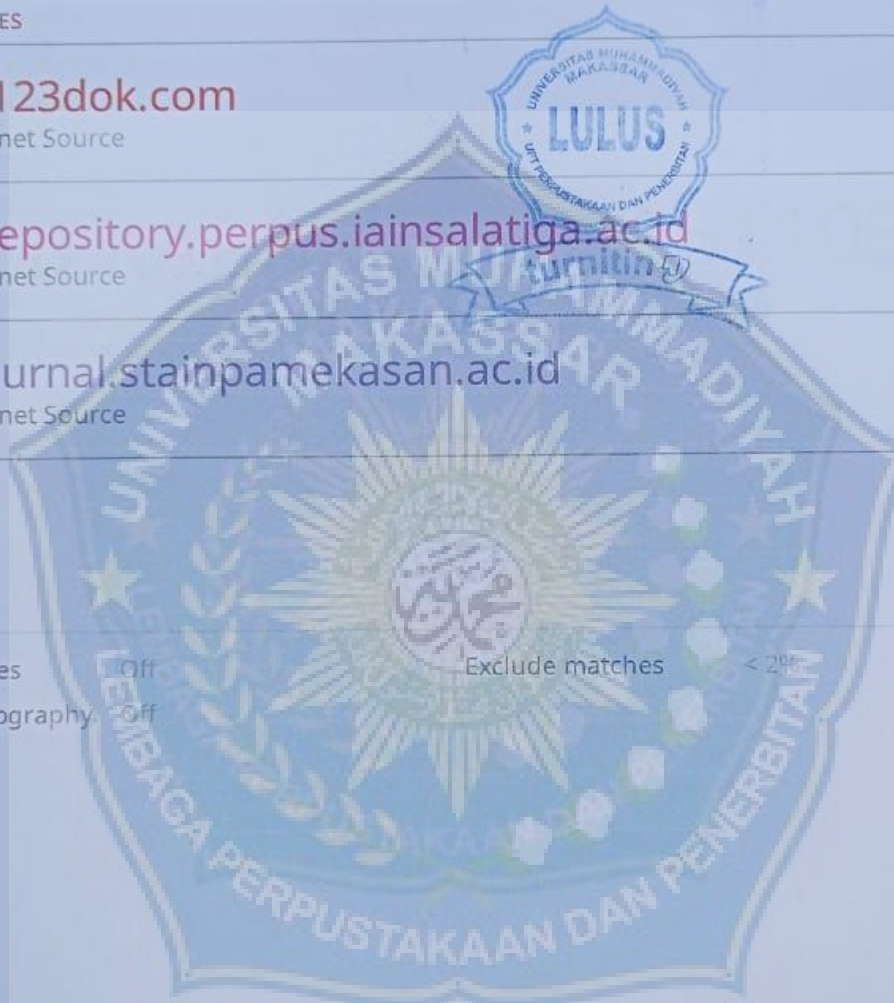 ES
123dok.com
net Source
UNIVERSITAS MUHAMMADIYAH
MAKASSAR
LULUS
UPT PERPUSTAKAAN DAN PENERBITAN
turnitin
epository.perpus.iainsalatiga.ac.id
net Source
urnal.stainpamekasan.ac.id
net Source
UNIVERSITAS MUHAMMADIYAH
MAKASSAR
es Off
Exclude matches < 2%
ography Off
LEMBAGA PERPUSTAKAAN DAN PENERBITAN